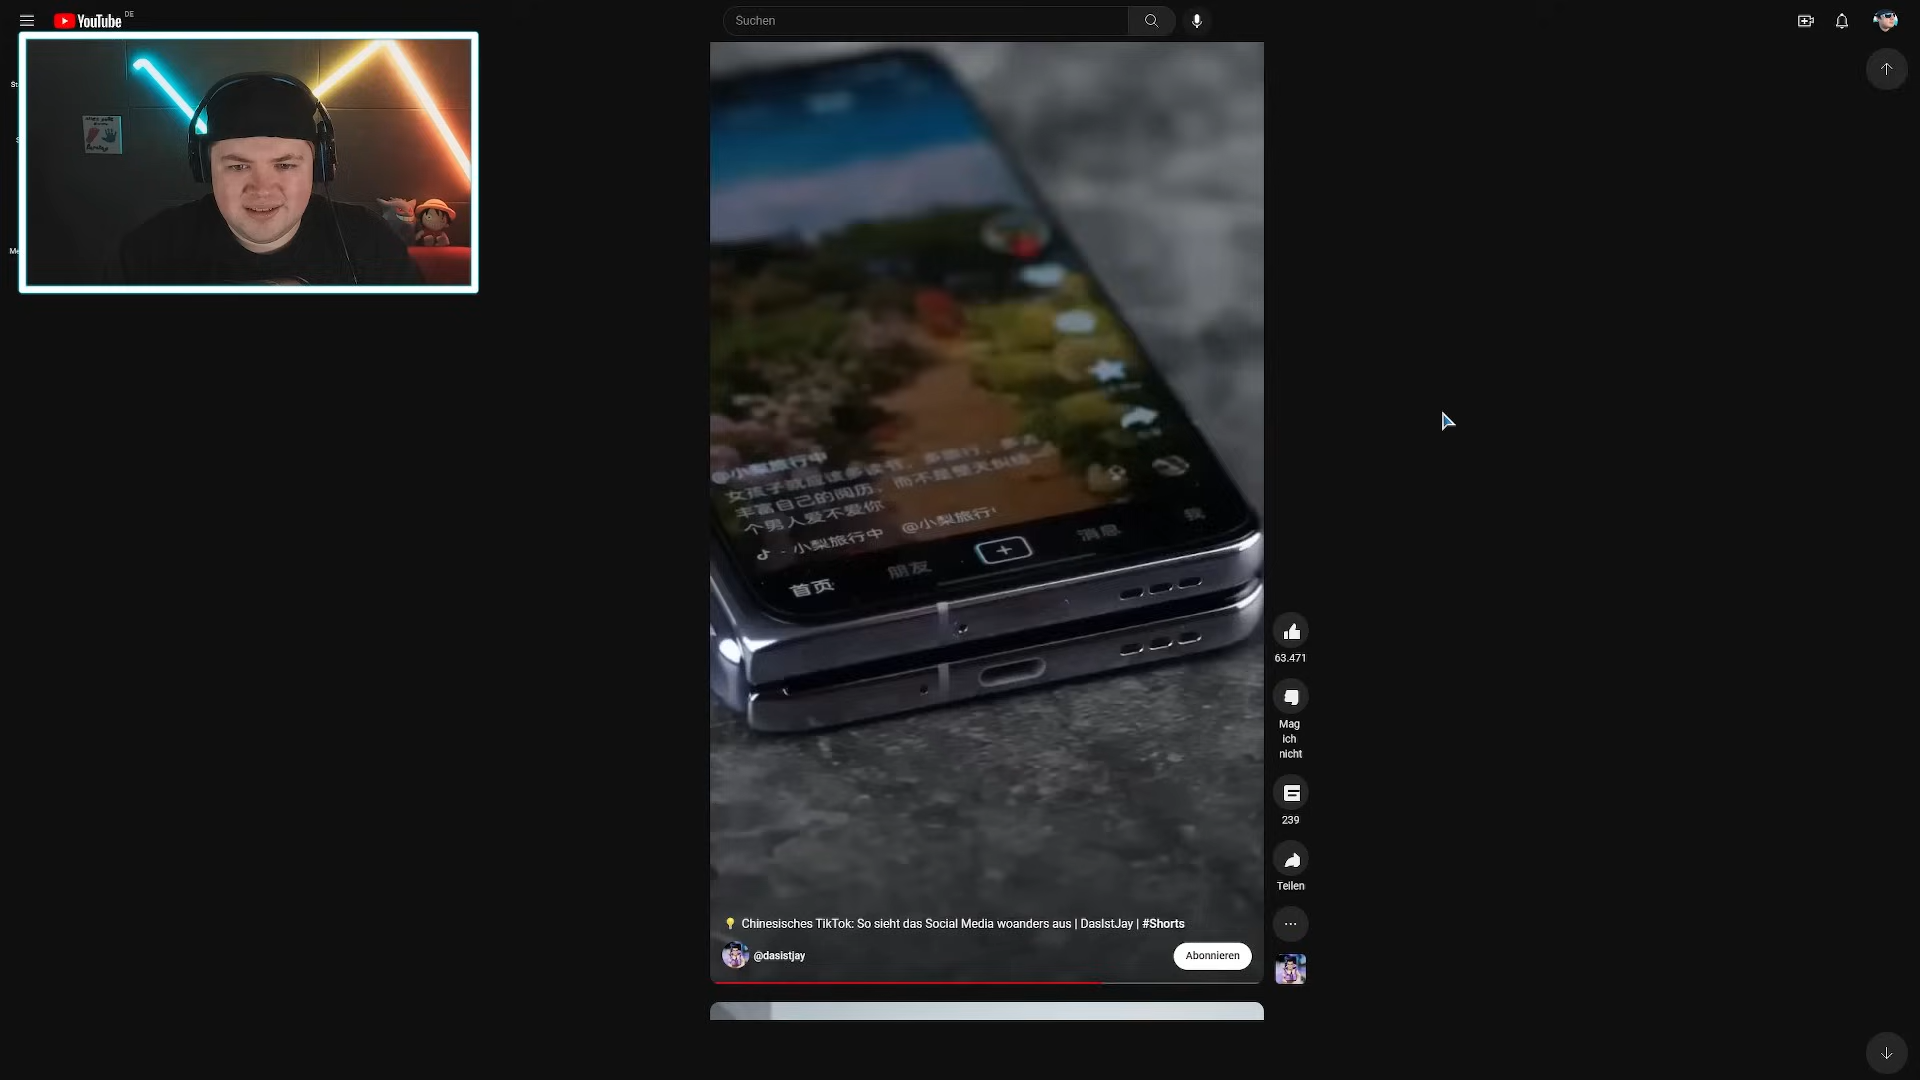 YouTube DE
Suchen
@小梨旅行中
女孩子就应该多读书，多旅行，多去
丰富自己的阅历，而不是整天纠结一
个男人爱不爱你
小梨旅行中 @小梨旅行
首页 朋友 消息 我
63.471
Mag
ich
nicht
239
Teilen
Chinesisches TikTok: So sieht das Social Media woanders aus | DasIstJay | #Shorts
@dasistjay
Abonnieren